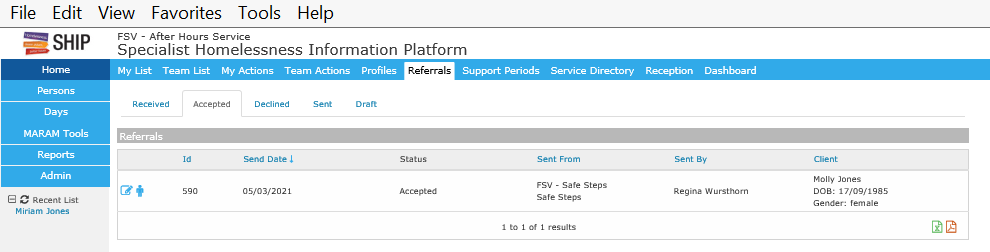 File Edit View Favorites Tools Help
SHIP
FSV - After Hours Service
Specialist Homelessness Information Platform
Home
My List Team List My Actions Team Actions Profiles Referrals Support Periods Service Directory Reception Dashboard
Persons
Days
MARAM Tools
Reports
Admin
Recent List
Miriam Jones
Received Accepted Declined Sent Draft
Referrals
Id Send Date ↓ Status Sent From Sent By Client
590 05/03/2021 Accepted FSV - Safe Steps Regina Wursthorn Molly Jones
Safe Steps DOB: 17/09/1985
Gender: female
1 to 1 of 1 results